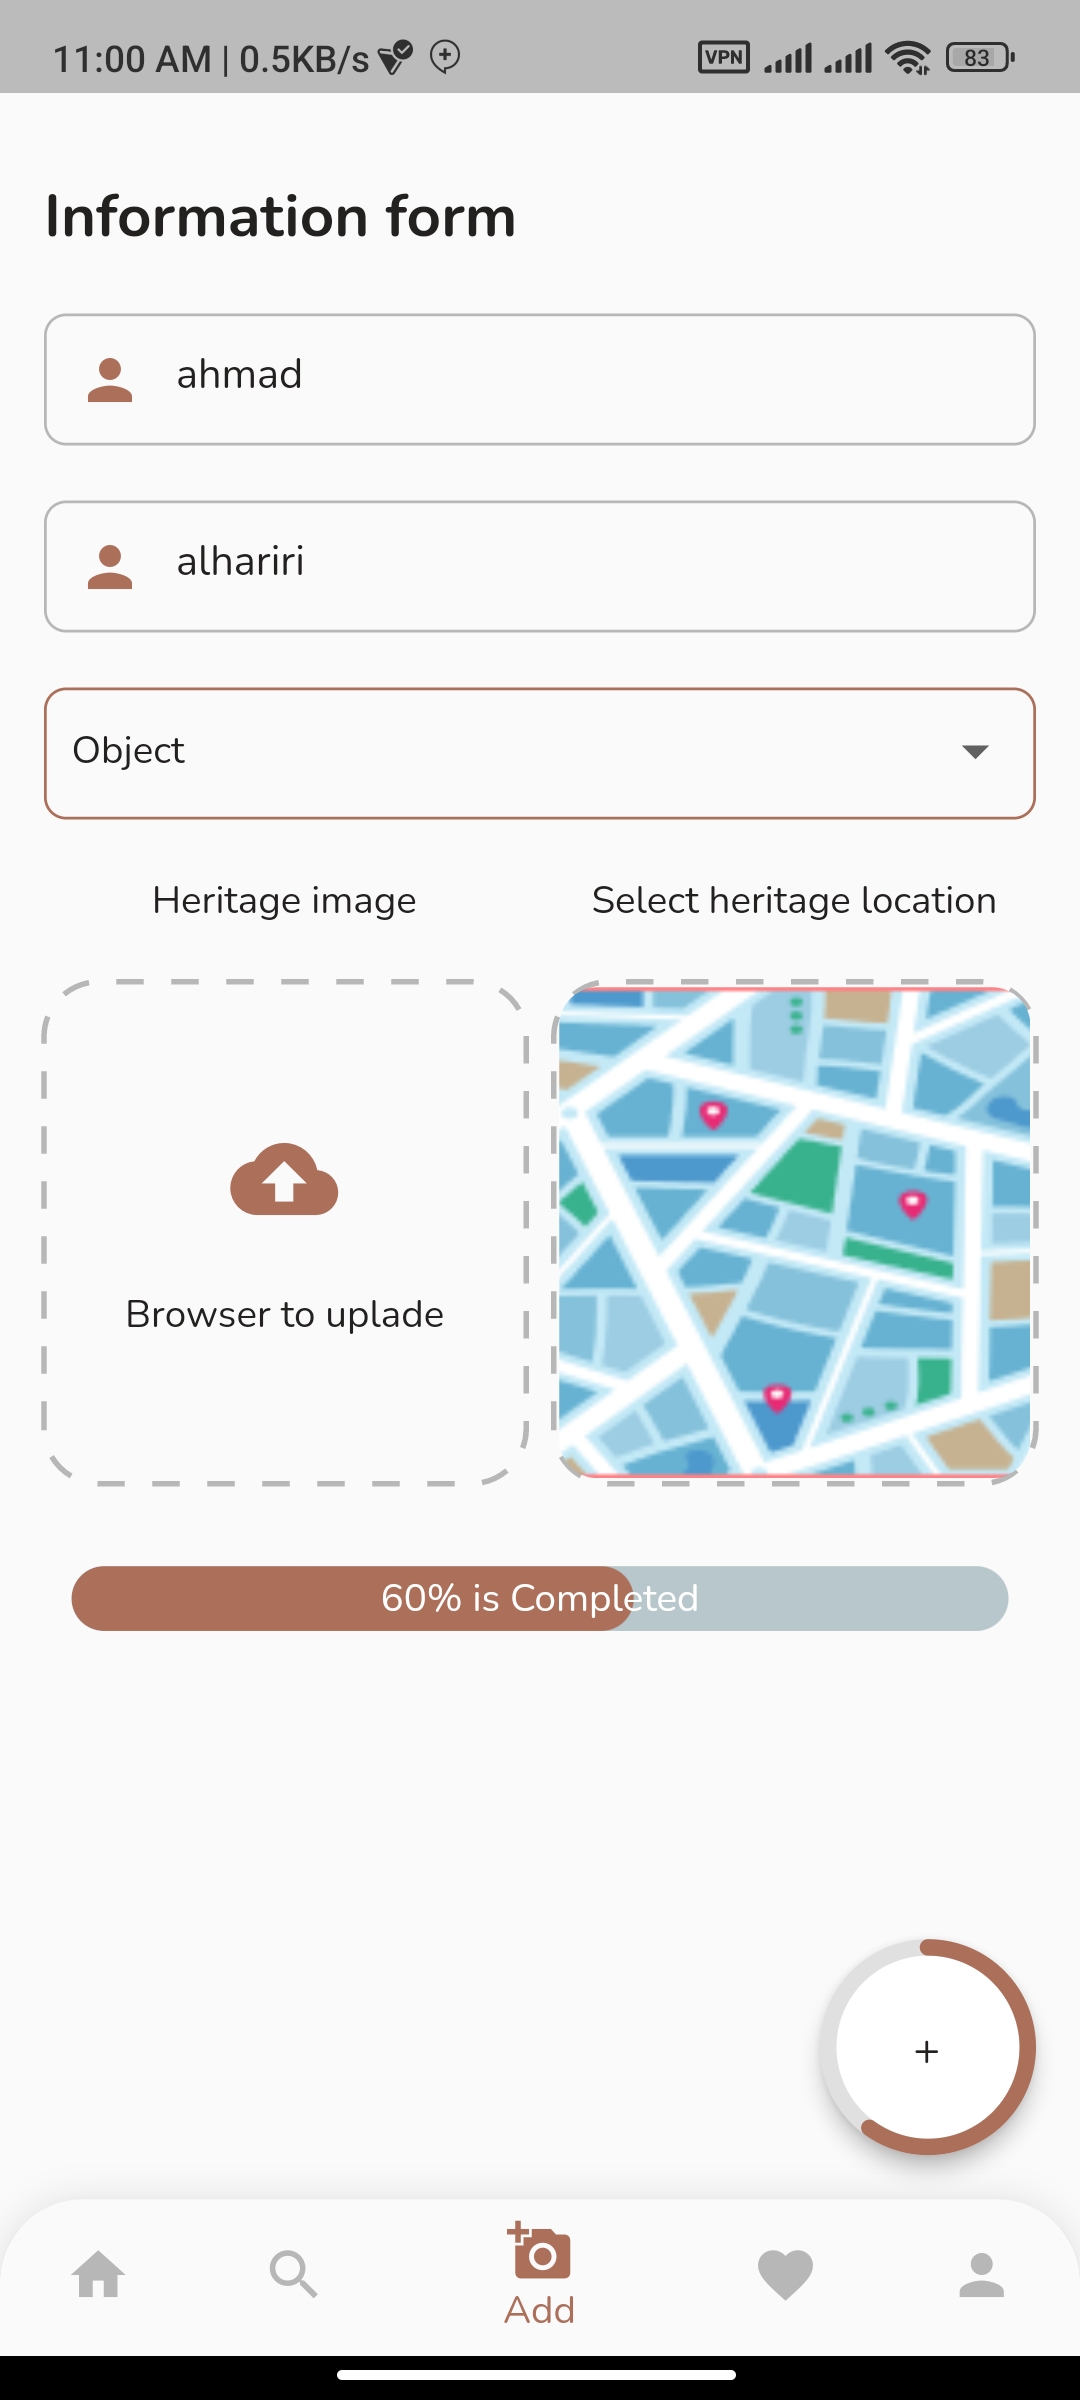 11:00 AM | 0.5KB/s VPN 83
Information form
ahmad
alhariri
Object
Heritage image
Select heritage location
Browser to uplade
60% is Completed
+
Add